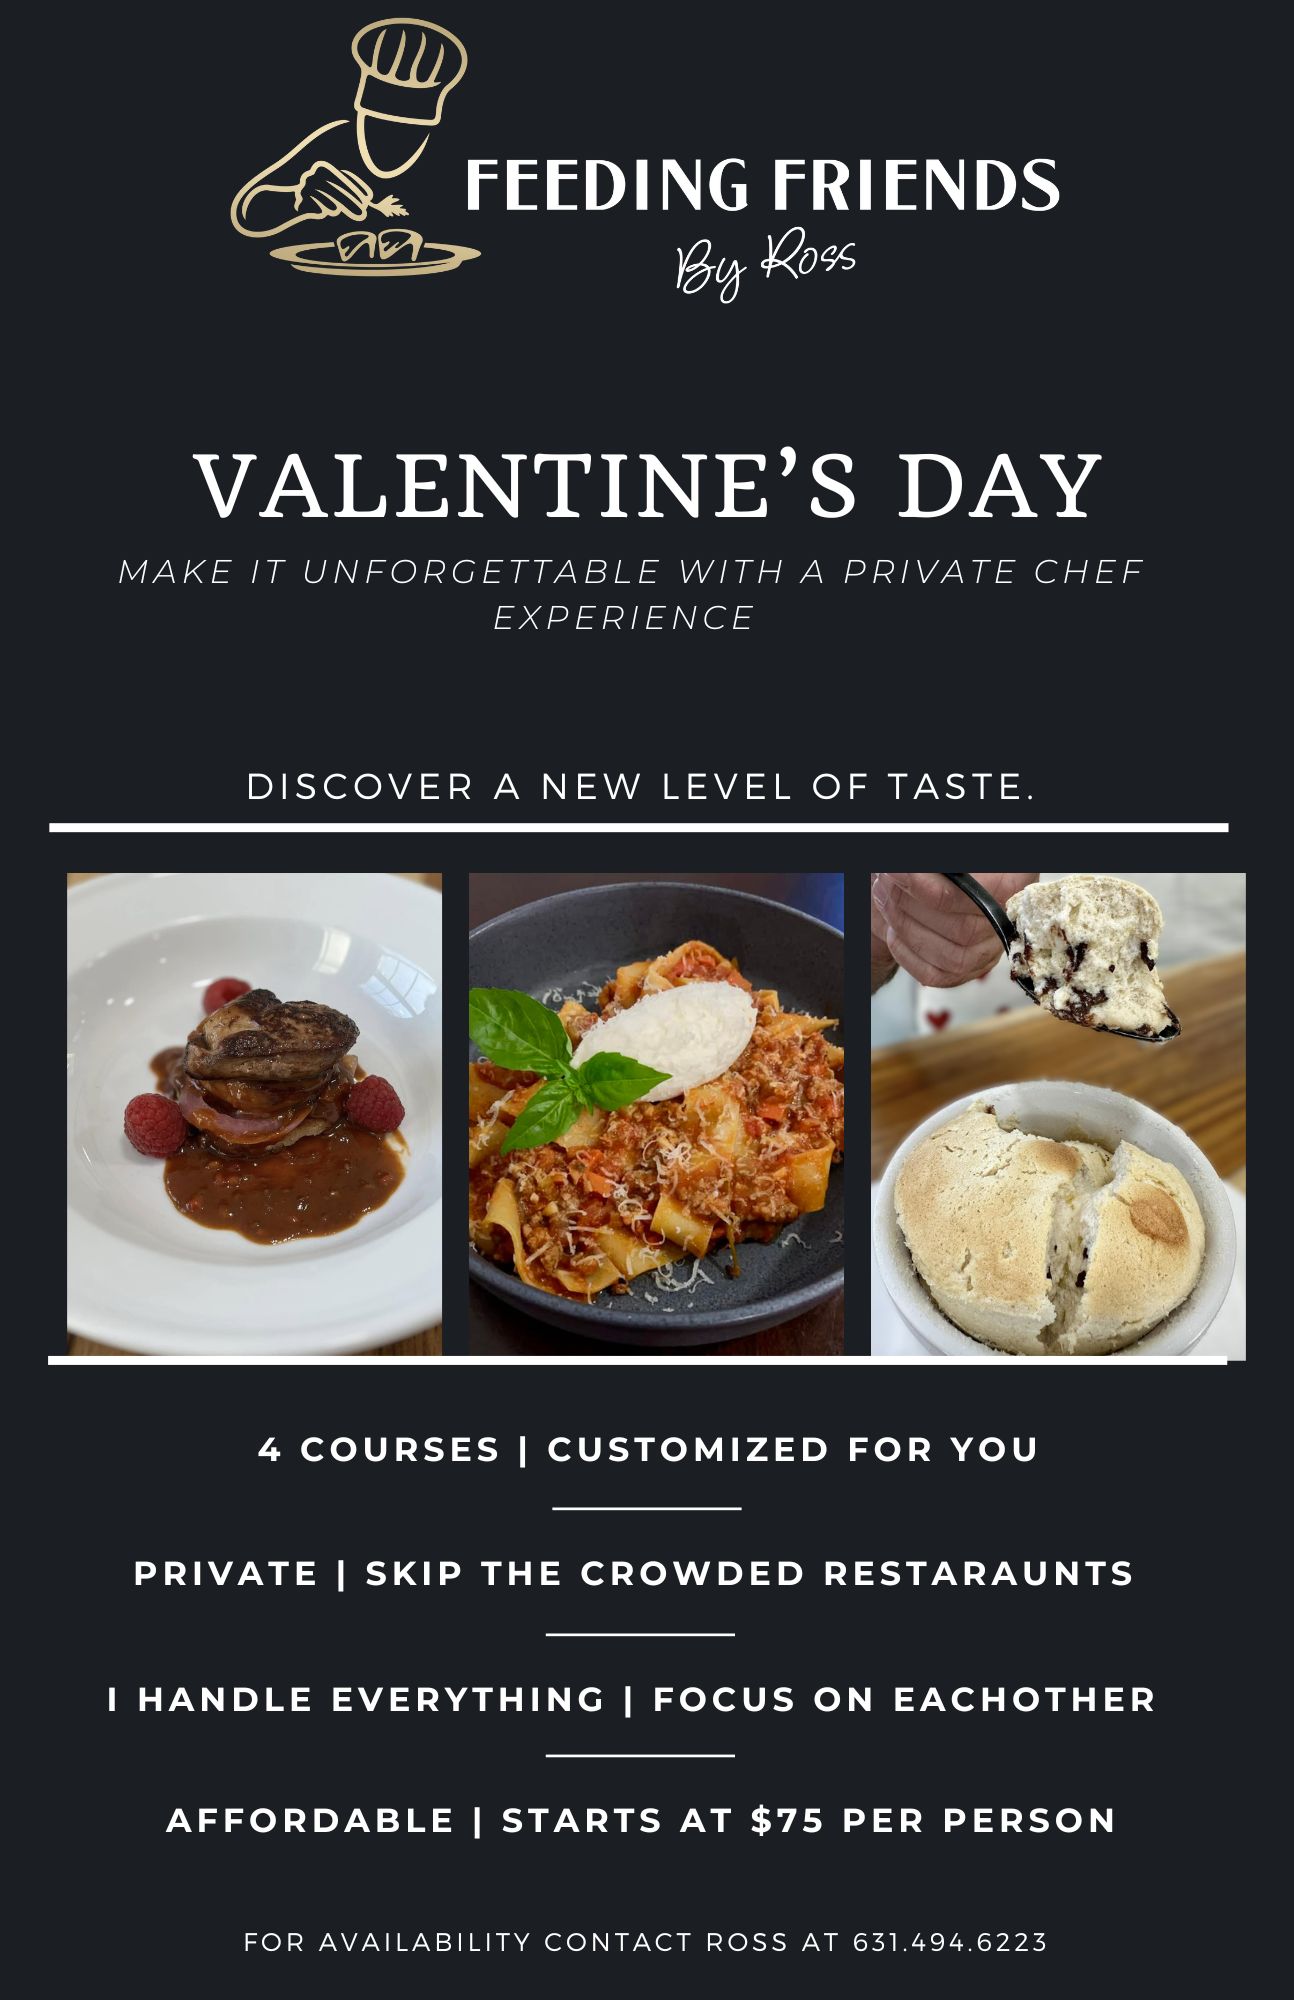 FEEDING FRIENDS
By Ross
VALENTINE’S DAY
MAKE IT UNFORGETTABLE WITH A PRIVATE CHEF
EXPERIENCE
DISCOVER A NEW LEVEL OF TASTE.
4 COURSES | CUSTOMIZED FOR YOU
PRIVATE | SKIP THE CROWDED RESTARAUNTS
I HANDLE EVERYTHING | FOCUS ON EACHOTHER
AFFORDABLE | STARTS AT $75 PER PERSON
FOR AVAILABILITY CONTACT ROSS AT 631.494.6223